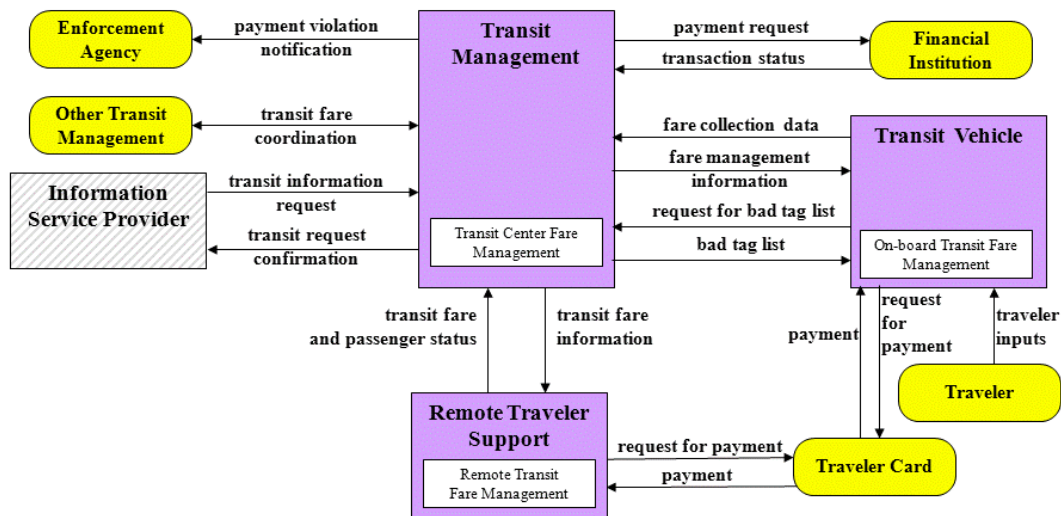 Enforcement
Agency
payment violation
notification
Transit
Management
payment request
transaction status
Financial
Institution
Other Transit
Management
transit fare
coordination
fare collection data
fare management
information
Transit Vehicle
Information
Service Provider
transit information
request
transit request
confirmation
Transit Center Fare
Management
request for bad tag list
bad tag list
On-board Transit Fare
Management
transit fare
and passenger status
transit fare
information
payment
request
for
payment
traveler
inputs
Traveler
Remote Traveler
Support
Remote Transit
Fare Management
request for payment
payment
Traveler Card